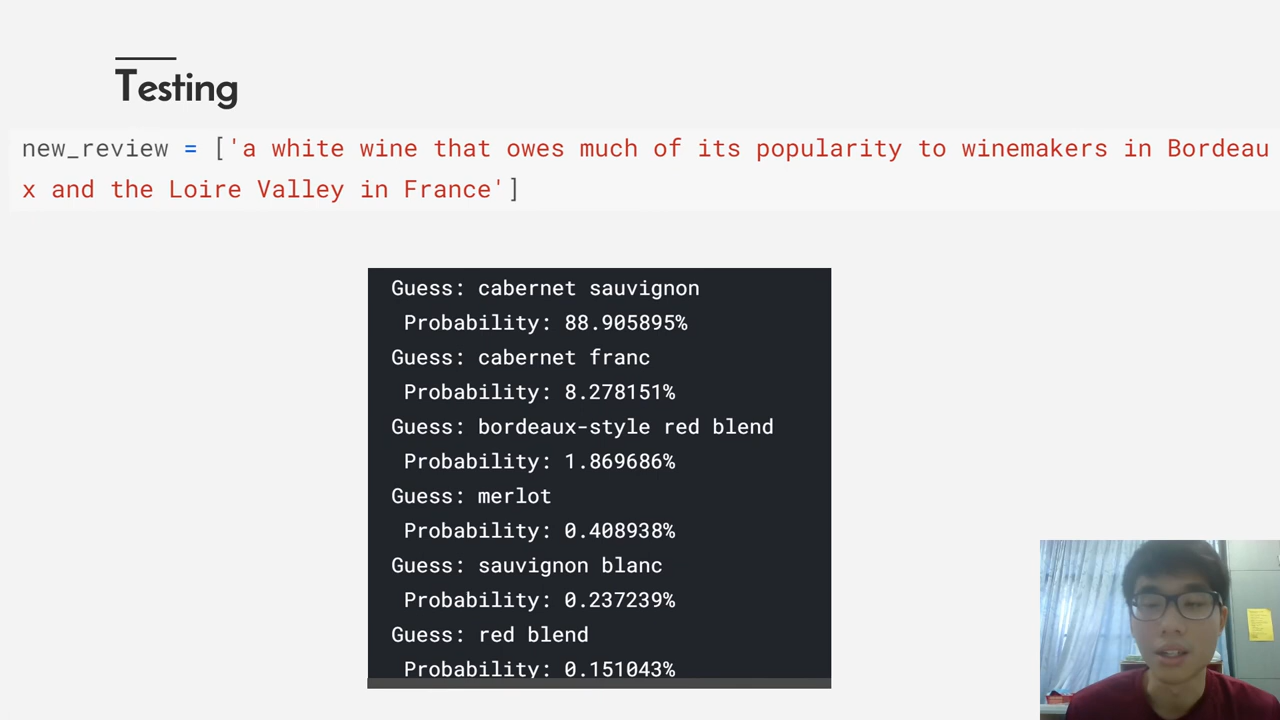 Testing
new_review = ['a white wine that owes much of its popularity to winemakers in Bordeau
x and the Loire Valley in France']
Guess: cabernet sauvignon
Probability: 88.905895%
Guess: cabernet franc
Probability: 8.278151%
Guess: bordeaux-style red blend
Probability: 1.869686%
Guess: merlot
Probability: 0.408938%
Guess: sauvignon blanc
Probability: 0.237239%
Guess: red blend
Probability: 0.151043%